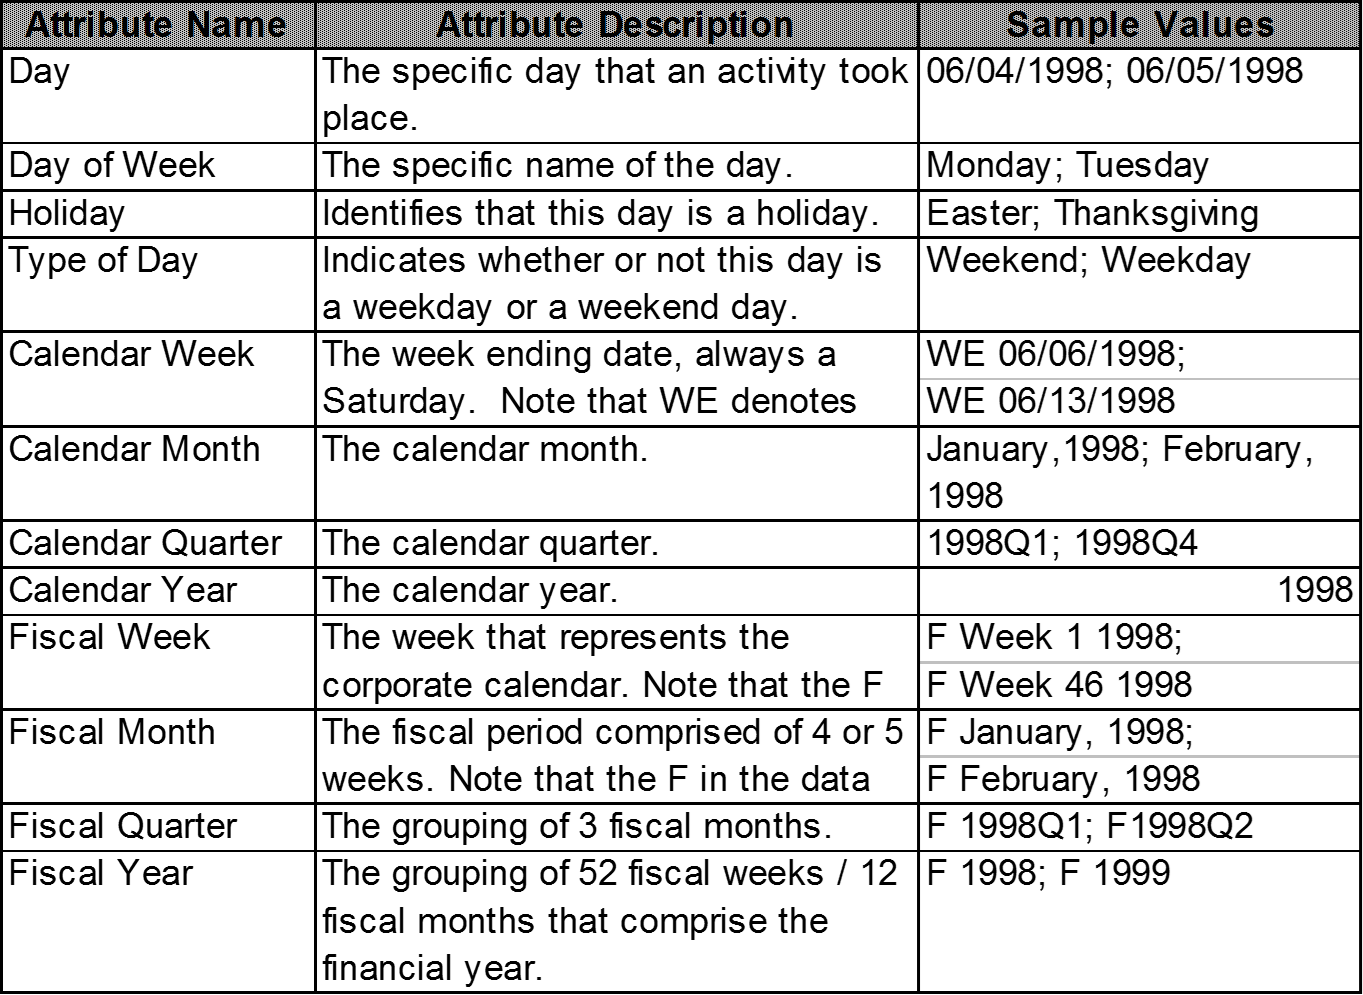 Attribute Name Attribute Description Sample Values
Day The specific day that an activity took 06/04/1998; 06/05/1998
place.
Day of Week The specific name of the day. Monday; Tuesday
Holiday Identifies that this day is a holiday. Easter; Thanksgiving
Type of Day Indicates whether or not this day is Weekend; Weekday
a weekday or a weekend day.
Calendar Week The week ending date, always a WE 06/06/1998;
Saturday. Note that WE denotes WE 06/13/1998
Calendar Month The calendar month. January,1998; February,
1998
Calendar Quarter The calendar quarter. 1998Q1; 1998Q4
Calendar Year The calendar year. 1998
Fiscal Week The week that represents the F Week 1 1998;
corporate calendar. Note that the F F Week 46 1998
Fiscal Month The fiscal period comprised of 4 or 5 F January, 1998;
weeks. Note that the F in the data F February, 1998
Fiscal Quarter The grouping of 3 fiscal months. F 1998Q1; F1998Q2
Fiscal Year The grouping of 52 fiscal weeks / 12 F 1998; F 1999
fiscal months that comprise the
financial year.